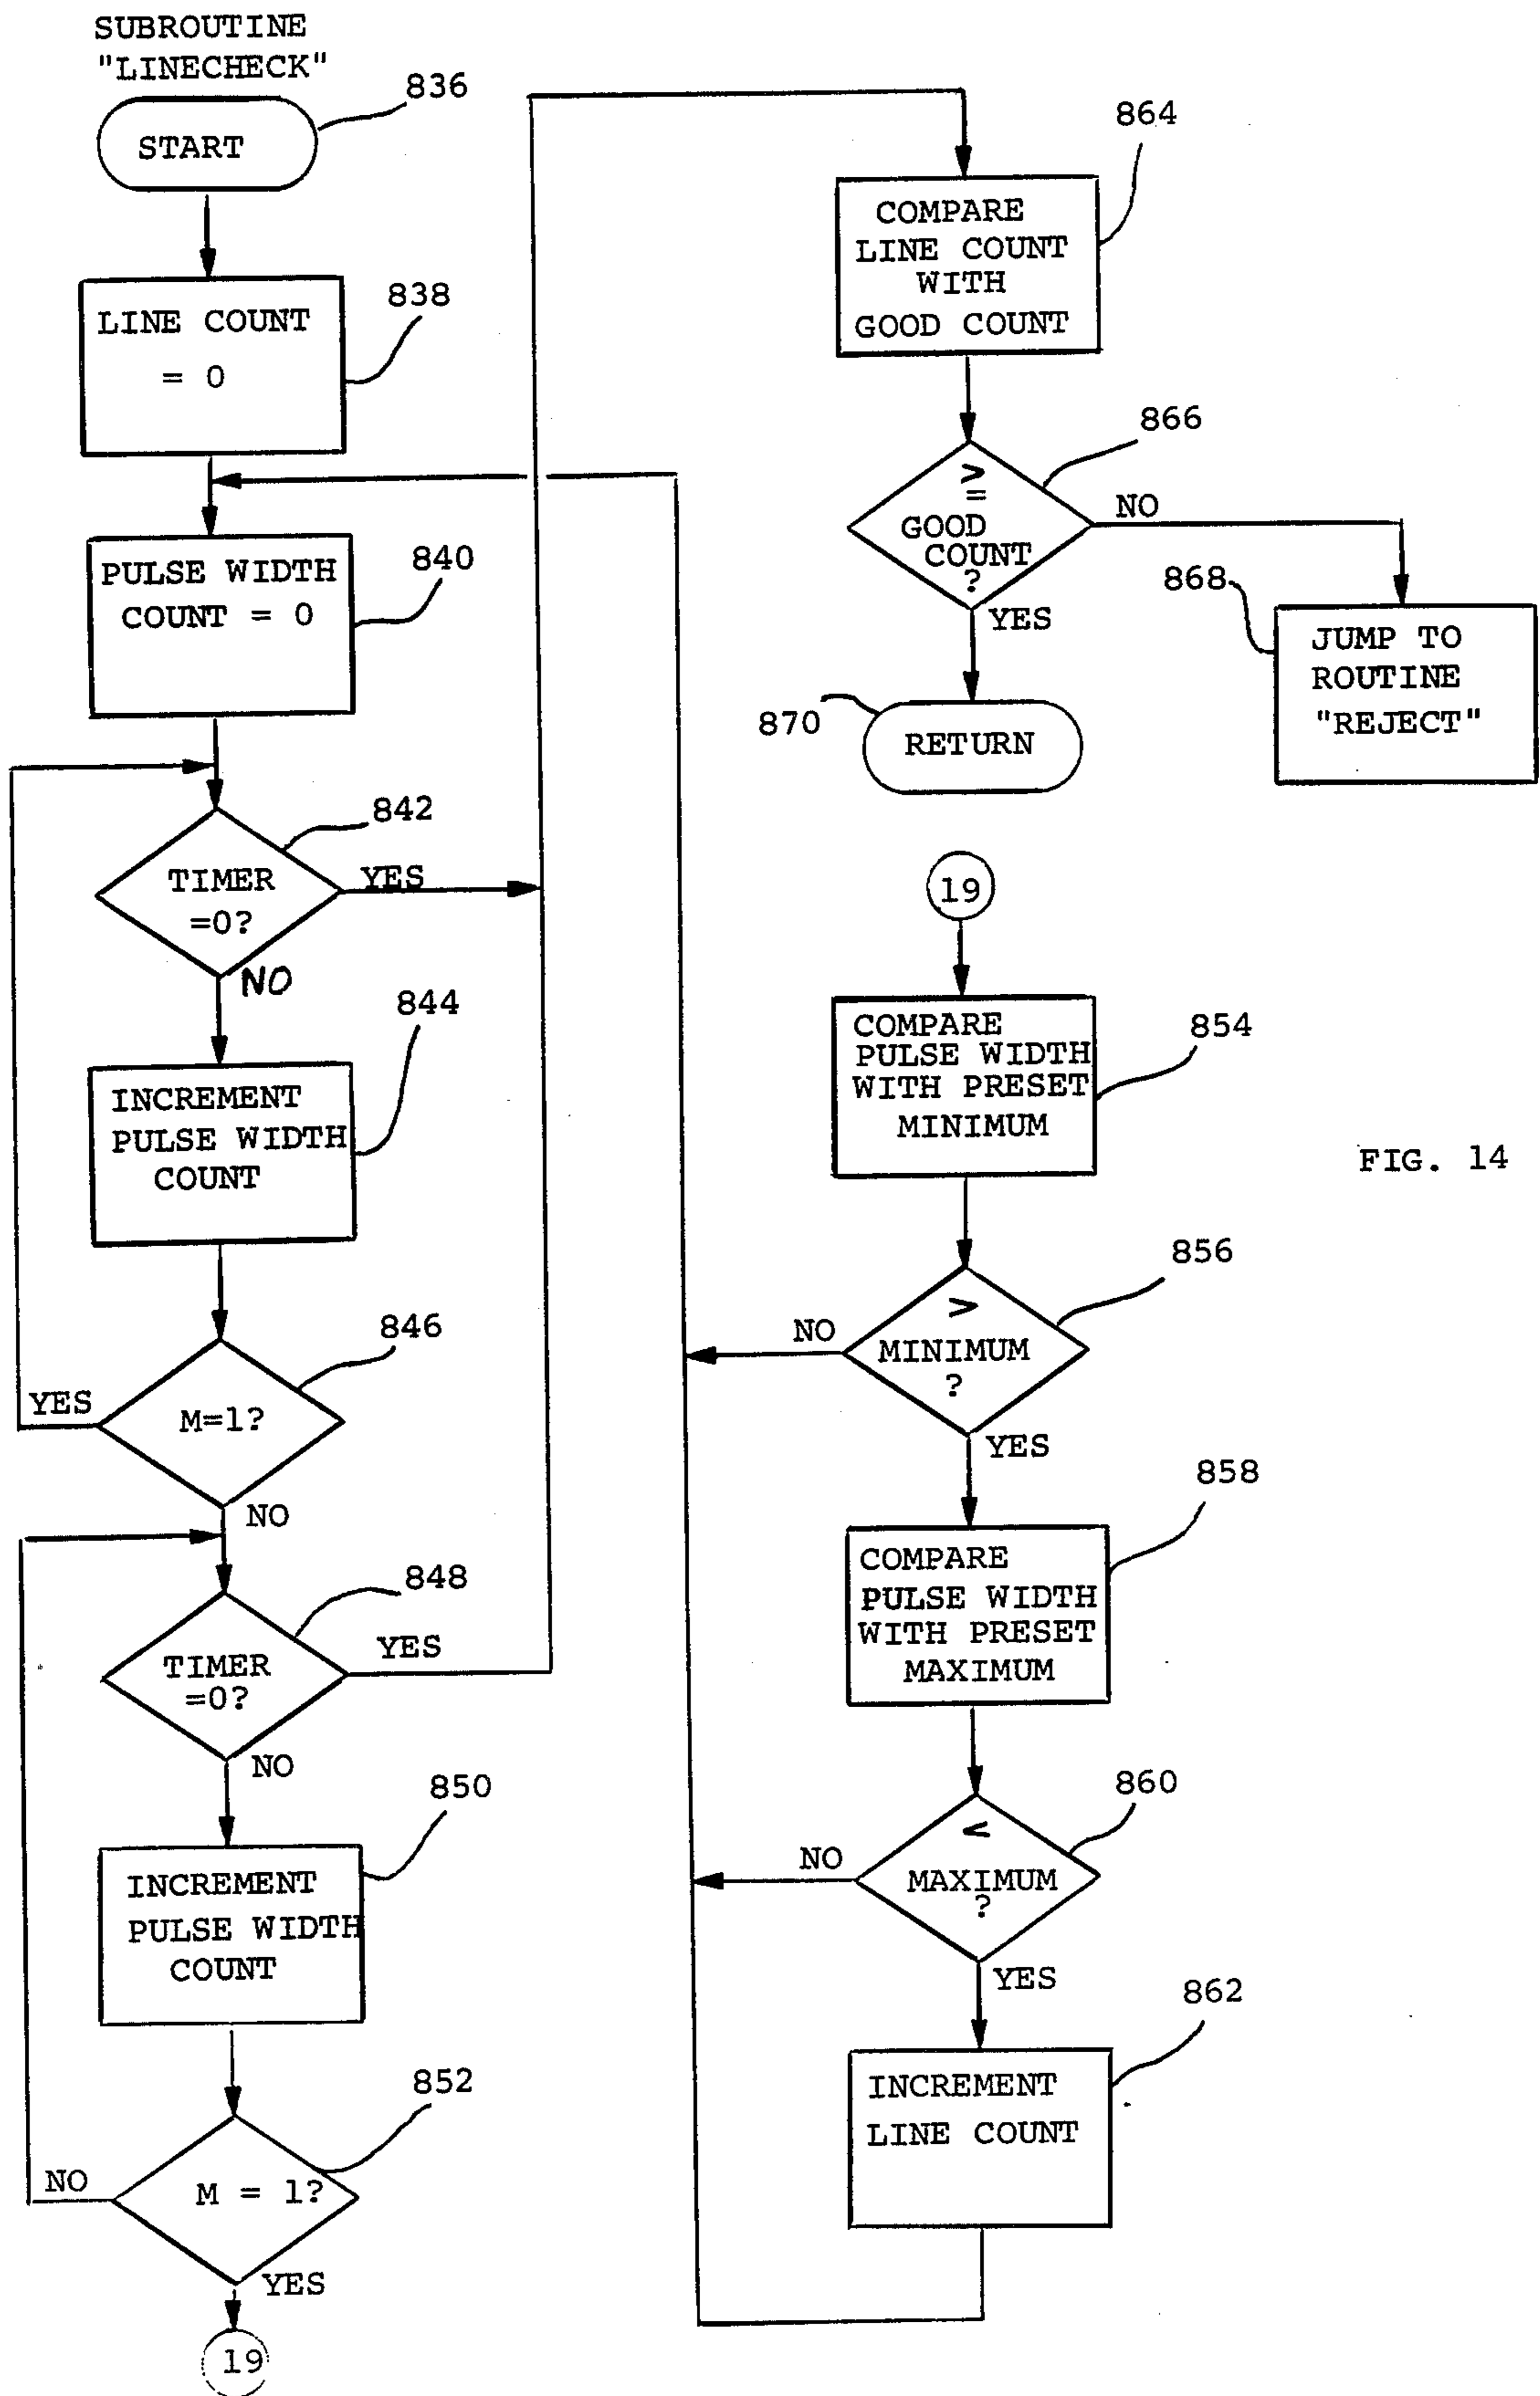 SUBROUTINE
"LINECHECK"
836
START
838
LINE COUNT
= 0
840
PULSE WIDTH
COUNT = 0
842
TIMER
=0?
YES
NO
844
INCREMENT
PULSE WIDTH
COUNT
846
M=1?
YES
NO
848
TIMER
=0?
YES
NO
850
INCREMENT
PULSE WIDTH
COUNT
852
M = 1?
NO
YES
19
864
COMPARE
LINE COUNT
WITH
GOOD COUNT
866
>
=
GOOD
COUNT
?
NO
YES
868
JUMP TO
ROUTINE
"REJECT"
870
RETURN
19
854
COMPARE
PULSE WIDTH
WITH PRESET
MINIMUM
FIG. 14
856
>
MINIMUM
?
NO
YES
858
COMPARE
PULSE WIDTH
WITH PRESET
MAXIMUM
860
<
MAXIMUM
?
NO
YES
862
INCREMENT
LINE COUNT